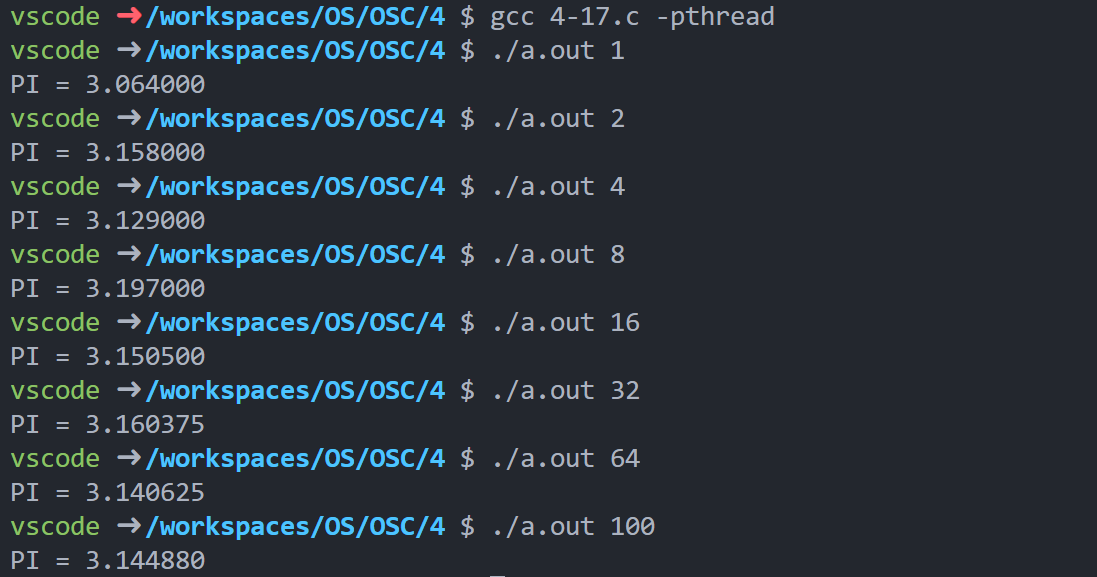 vscode ➜/workspaces/OS/OSC/4 $ gcc 4-17.c -pthread
vscode ➜/workspaces/OS/OSC/4 $ ./a.out 1
PI = 3.064000
vscode ➜/workspaces/OS/OSC/4 $ ./a.out 2
PI = 3.158000
vscode ➜/workspaces/OS/OSC/4 $ ./a.out 4
PI = 3.129000
vscode ➜/workspaces/OS/OSC/4 $ ./a.out 8
PI = 3.197000
vscode ➜/workspaces/OS/OSC/4 $ ./a.out 16
PI = 3.150500
vscode ➜/workspaces/OS/OSC/4 $ ./a.out 32
PI = 3.160375
vscode ➜/workspaces/OS/OSC/4 $ ./a.out 64
PI = 3.140625
vscode ➜/workspaces/OS/OSC/4 $ ./a.out 100
PI = 3.144880